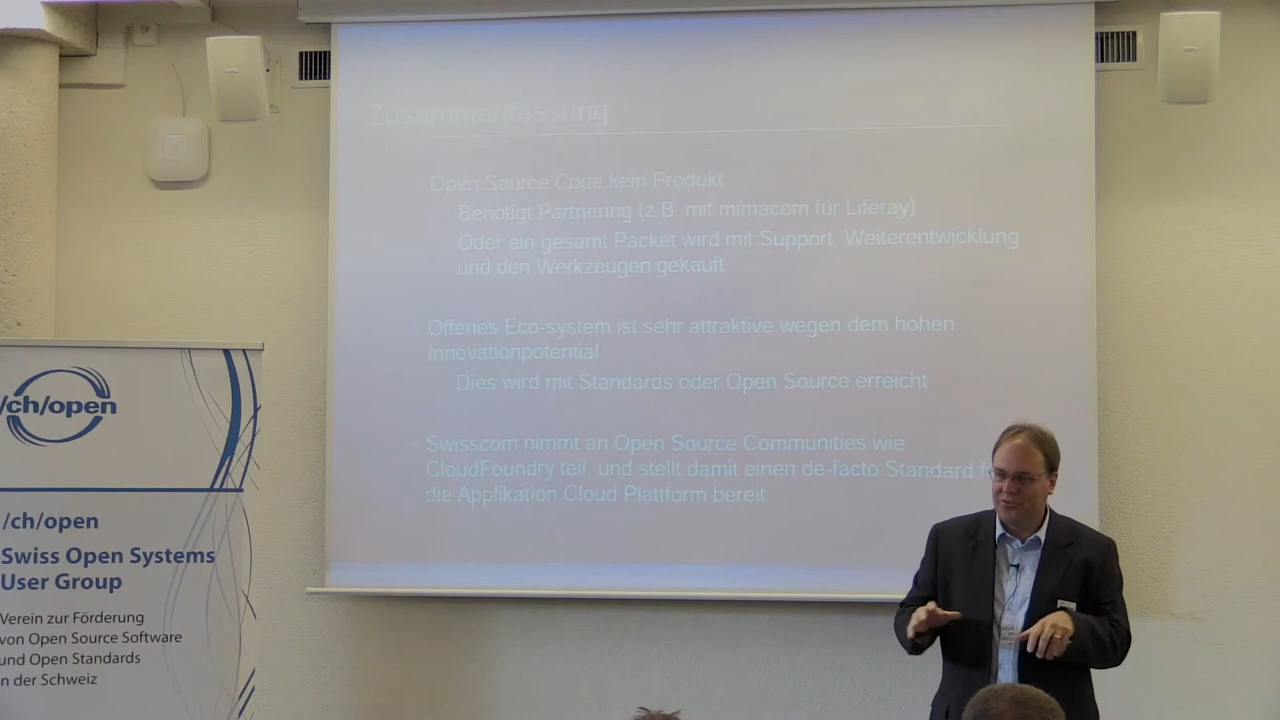 Zusammenfassung
Open Source Code kein Produkt
Benötigt Partnering (z.B. mit mimacom für Liferay)
Oder ein gesamt Packet wird mit Support, Weiterentwicklung
und den Werkzeugen gekauft
Offenes Eco-system ist sehr attraktive wegen dem hohen
Innovationpotential
Dies wird mit Standards oder Open Source erreicht
Swisscom nimmt an Open Source Communities wie
CloudFoundry teil, und stellt damit einen de-facto Standard
die Applikation Cloud Plattform bereit
/ch/open
/ch/open
Swiss Open Systems
User Group
Verein zur Förderung
von Open Source Software
und Open Standards
n der Schweiz